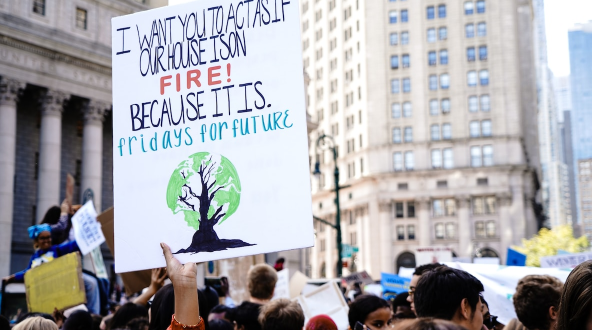 I WANT YOU TO ACT AS IF
OUR HOUSE IS ON
FIRE!
BECAUSE IT IS.
fridays for future